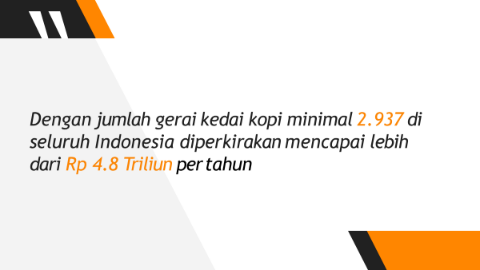 Dengan jumlah gerai kedai kopi minimal 2.937 di
seluruh Indonesia diperkirakan mencapai lebih
dari Rp 4.8 Triliun per tahun